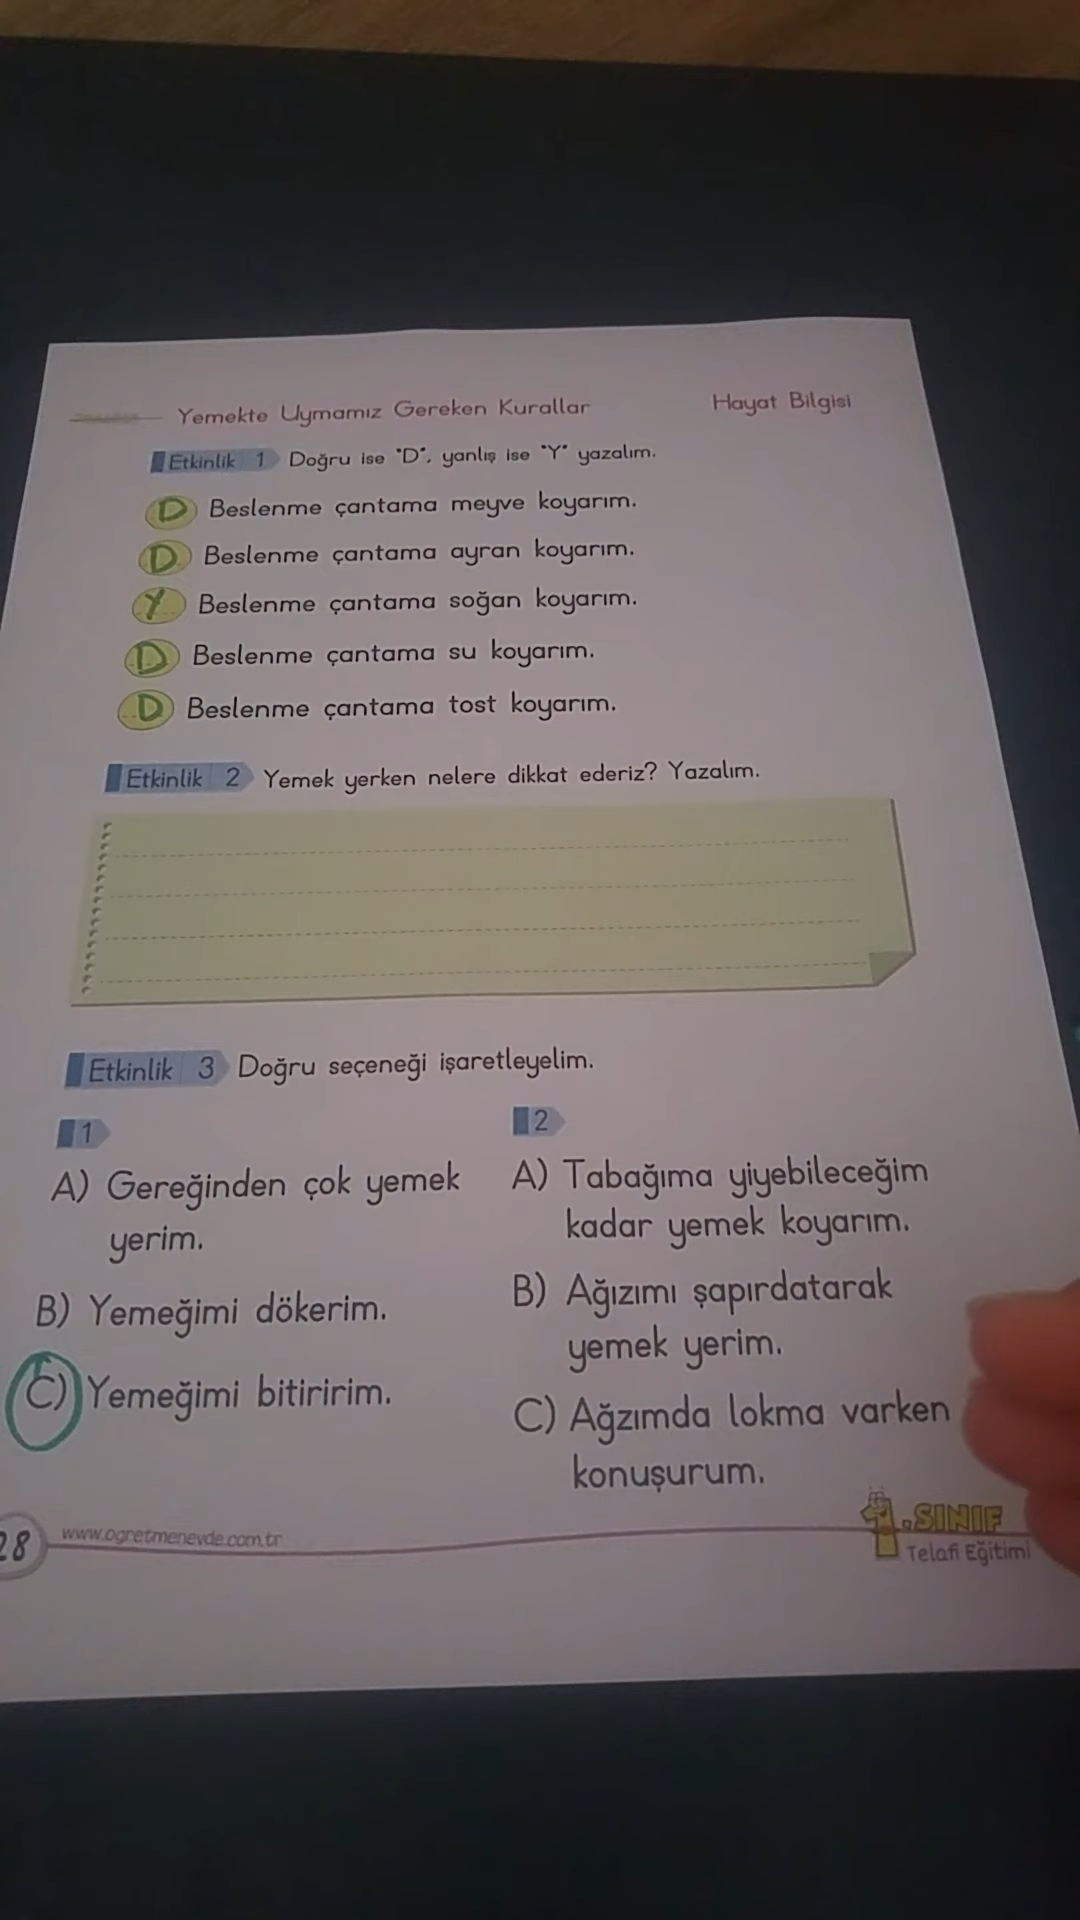 Yemekte Uymamız Gereken Kurallar
Hayat Bilgisi
Etkinlik 1 Doğru ise "D", yanlış ise "Y" yazalım.
D Beslenme çantama meyve koyarım.
D Beslenme çantama ayran koyarım.
Y Beslenme çantama soğan koyarım.
D Beslenme çantama su koyarım.
D Beslenme çantama tost koyarım.
Etkinlik 2 Yemek yerken nelere dikkat ederiz? Yazalım.
Etkinlik 3 Doğru seçeneği işaretleyelim.
1
A) Gereğinden çok yemek
yerim.
B) Yemeğimi dökerim.
C) Yemeğimi bitiririm.
2
A) Tabağıma yiyebileceğim
kadar yemek koyarım.
B) Ağızımı şapırdatarak
yemek yerim.
C) Ağzımda lokma varken
konuşurum.
28
www.ogretmenevde.com.tr
1.SINIF
Telafi Eğitimi